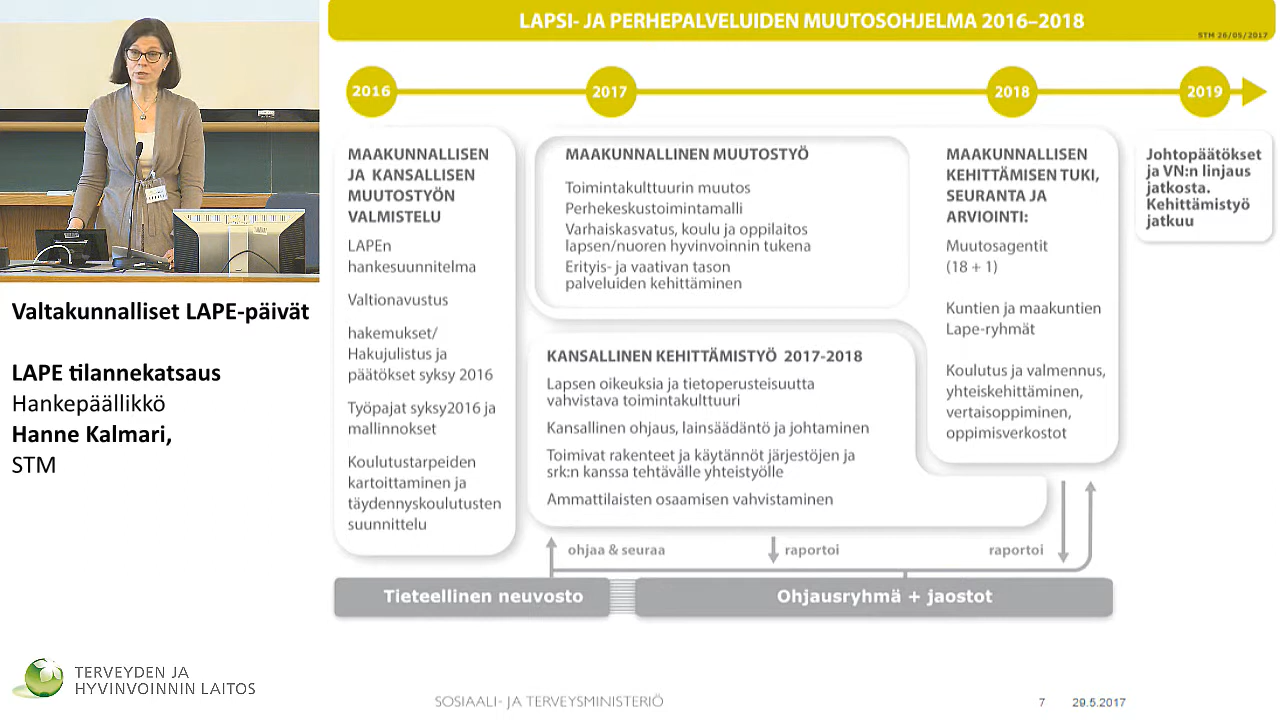 LAPSI- JA PERHEPALVELUIDEN MUUTOSOHJELMA 2016–2018
STM 26/05/2017
2016
2017
2018
2019
MAAKUNNALLISEN
JA KANSALLISEN
MUUTOSTYÖN
VALMISTELU
LAPEn
hankesuunnitelma
Valtionavustus
hakemukset/
Hakujulistus ja
päätökset syksy 2016
Työpajat syksy2016 ja
mallinnokset
Koulutustarpeiden
kartoittaminen ja
täydennyskoulutusten
suunnittelu
MAAKUNNALLINEN MUUTOSTYÖ
Toimintakulttuurin muutos
Perhekeskustoimintamalli
Varhaiskasvatus, koulu ja oppilaitos
lapsen/nuoren hyvinvoinnin tukena
Erityis- ja vaativan tason
palveluiden kehittäminen
KANSALLINEN KEHITTÄMISTYÖ 2017-2018
Lapsen oikeuksia ja tietoperusteisuutta
vahvistava toimintakulttuuri
Kansallinen ohjaus, lainsäädäntö ja johtaminen
Toimivat rakenteet ja käytännöt järjestöjen ja
srk:n kanssa tehtävälle yhteistyölle
Ammattilaisten osaamisen vahvistaminen
MAAKUNNALLISEN
KEHITTÄMISEN TUKI,
SEURANTA JA
ARVIOINTI:
Muutosagentit
(18 + 1)
Kuntien ja maakuntien
Lape-ryhmät
Koulutus ja valmennus,
yhteiskehittäminen,
vertaisoppiminen,
oppimisverkostot
Johtopäätökset
ja VN:n linjaus
jatkosta.
Kehittämistyö
jatkuu
ohjaa & seuraa
raportoi
raportoi
Tieteellinen neuvosto
Ohjausryhmä + jaostot
Valtakunnalliset LAPE-päivät
LAPE tilannekatsaus
Hankepäällikkö
Hanne Kalmari,
STM
TERVEYDEN JA
HYVINVOINNIN LAITOS
SOSIAALI- JA TERVEYSMINISTERIÖ
7
29.5.2017